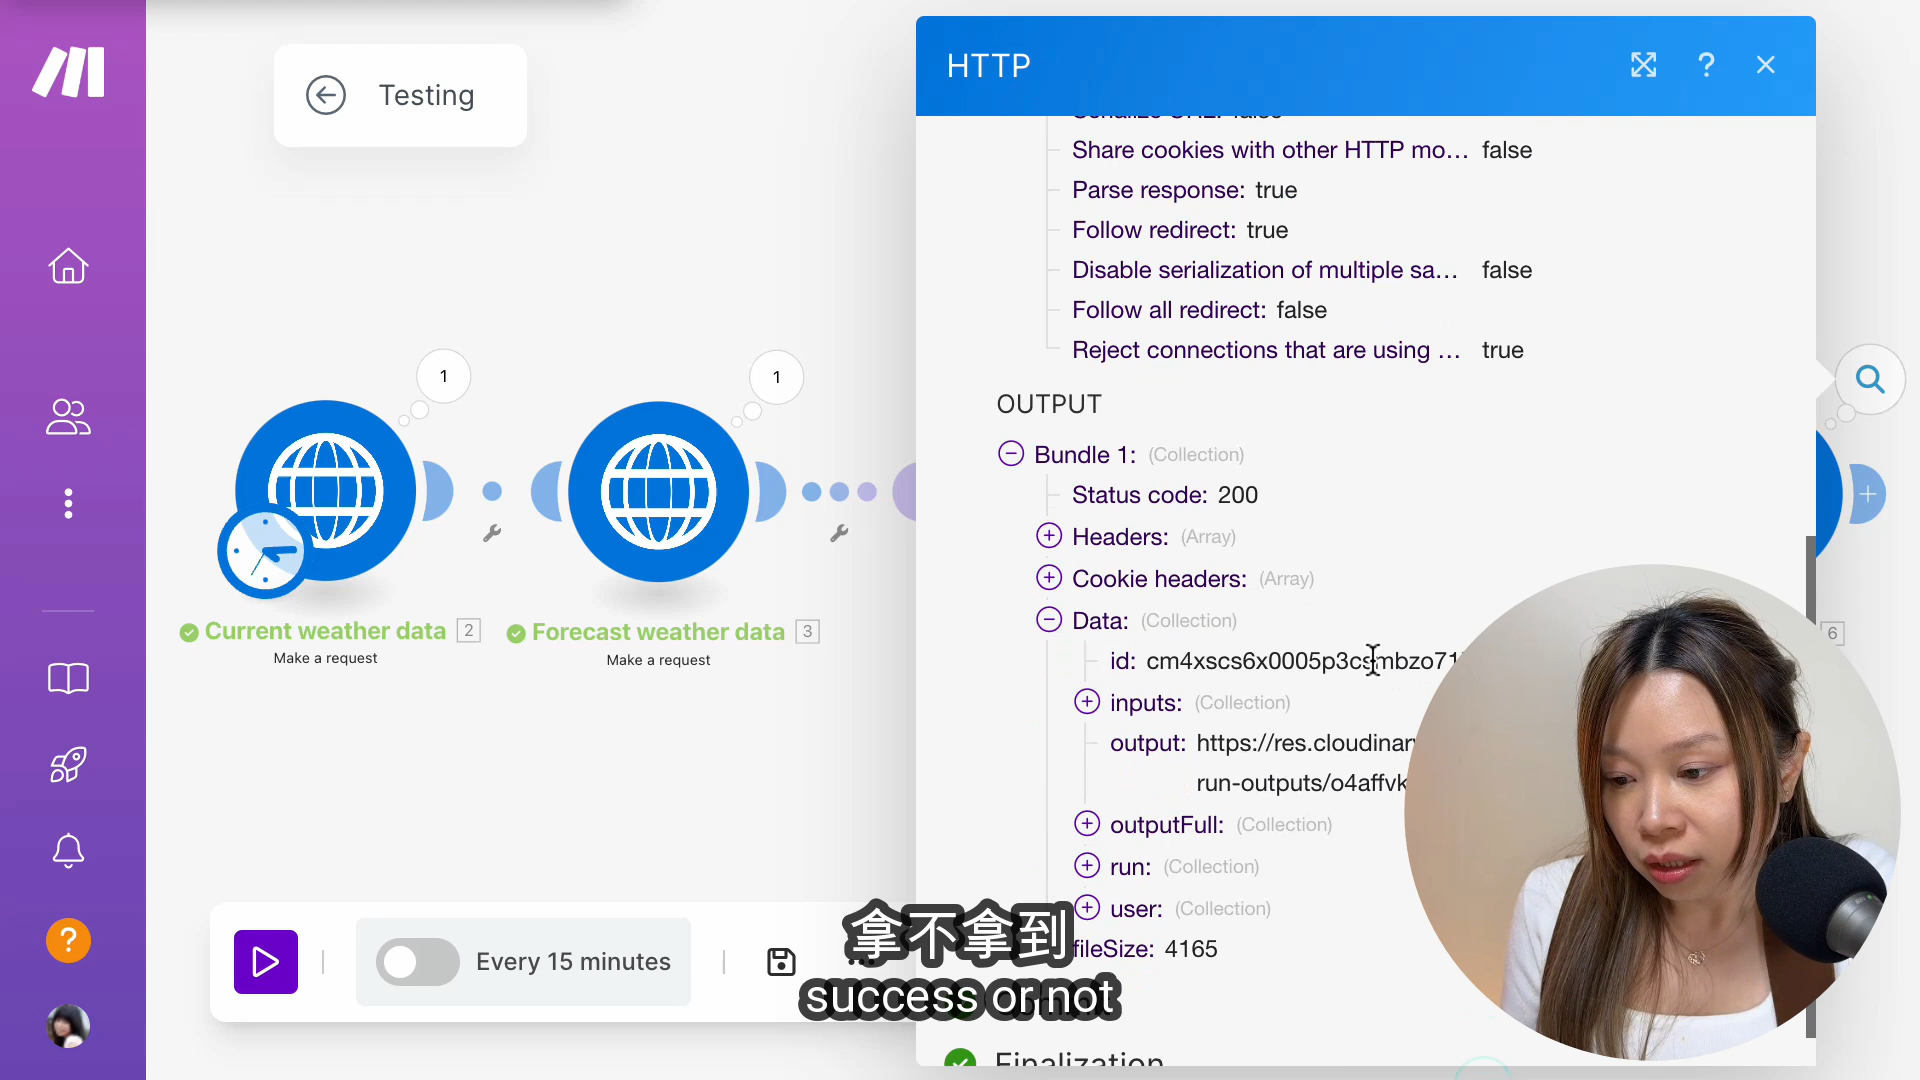 Testing
HTTP
?
Share cookies with other HTTP mo... false
Parse response: true
Follow redirect: true
Disable serialization of multiple sa... false
Follow all redirect: false
Reject connections that are using ... true
OUTPUT
Bundle 1: (Collection)
Status code: 200
Headers: (Array)
Cookie headers: (Array)
Data: (Collection)
id: cm4xscs6x0005p3csmbzo71
inputs: (Collection)
output: https://res.cloudinary
run-outputs/o4affvk
outputFull: (Collection)
run: (Collection)
user: (Collection)
fileSize: 4165
Finalization
1
1
Current weather data 2
Make a request
Forecast weather data 3
Make a request
6
Every 15 minutes
?
拿不拿到
success or not